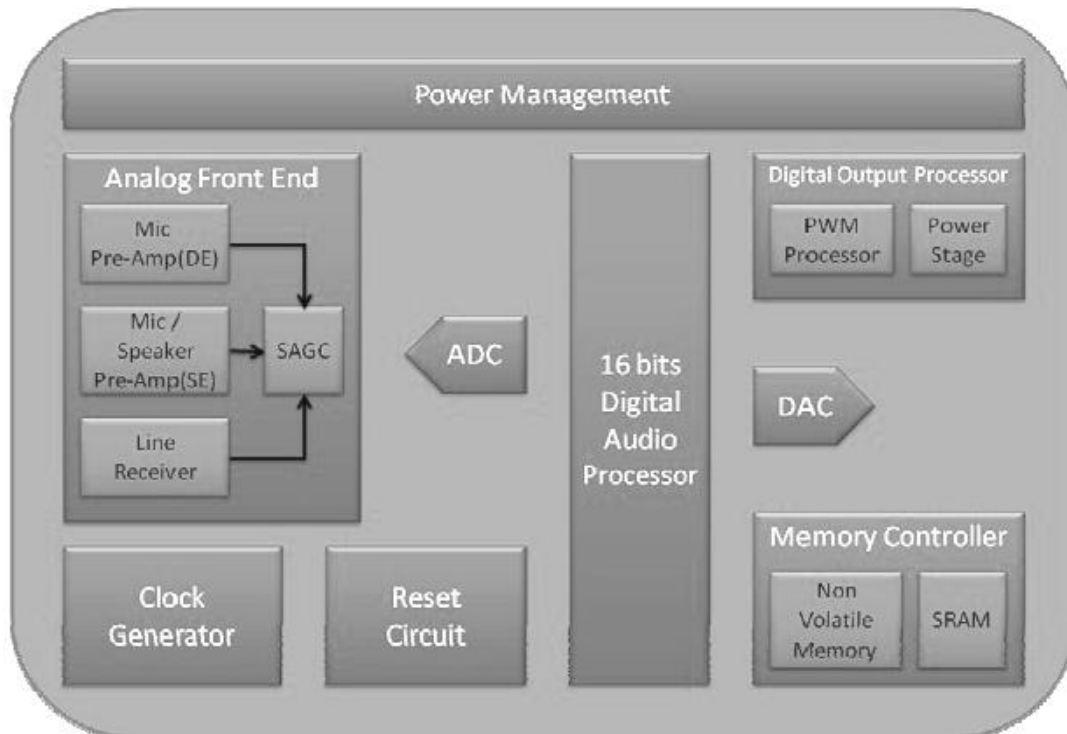 Power Management
Analog Front End
Mic
Pre-Amp(DE)
Mic /
Speaker
Pre-Amp(SE)
Line
Receiver
SAGC
ADC
Clock
Generator
Reset
Circuit
16 bits
Digital
Audio
Processor
Digital Output Processor
PWM
Processor
Power
Stage
DAC
Memory Controller
Non
Volatile
Memory
SRAM